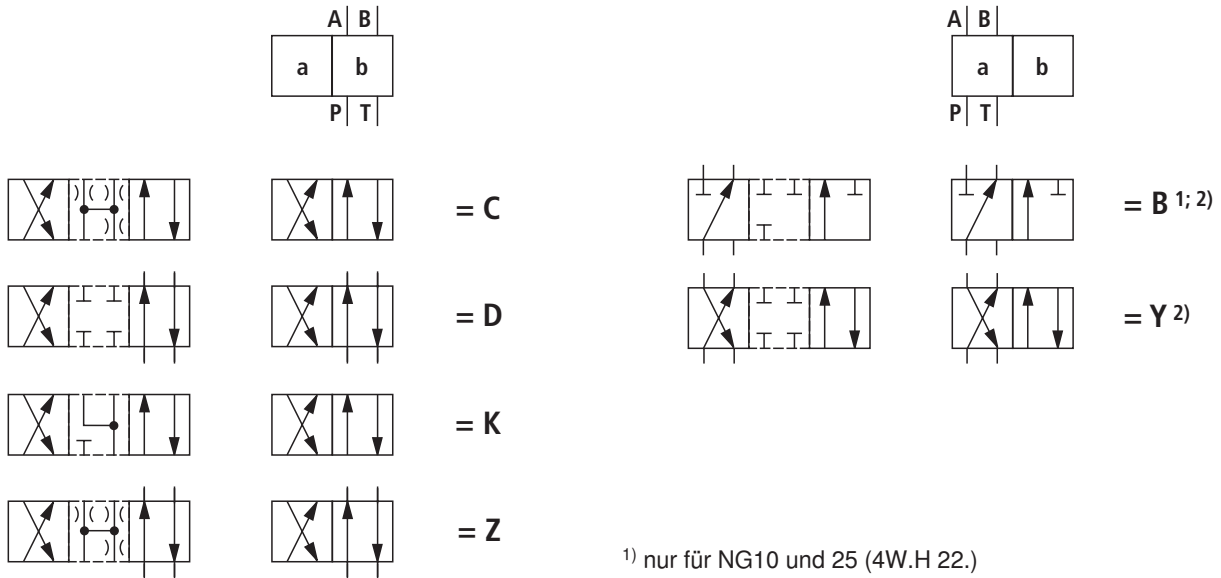 A B
a b
P T
= C
= D
= K
= Z
A B
a b
P T
= B 1; 2)
= Y 2)
1) nur für NG10 und 25 (4W.H 22.)